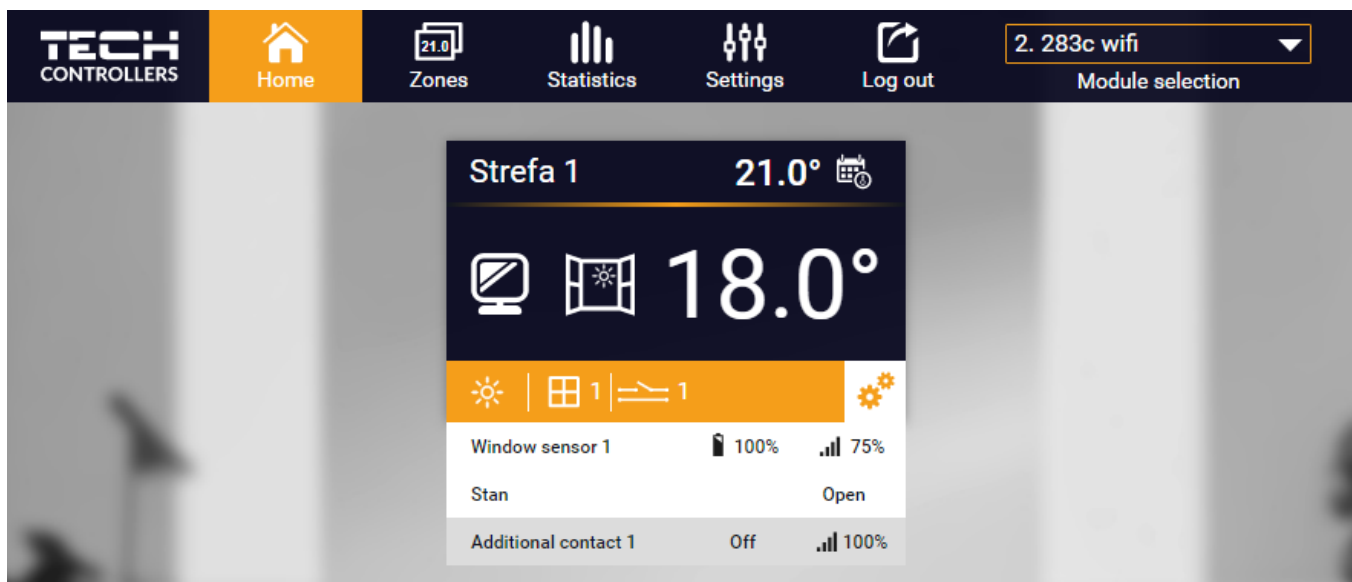 TECH
CONTROLLERS
Home
21.0
Zones
Statistics
Settings
Log out
2. 283c wifi
Module selection
Strefa 1 21.0°
18.0°
1 1
Window sensor 1 100% 75%
Stan Open
Additional contact 1 Off 100%